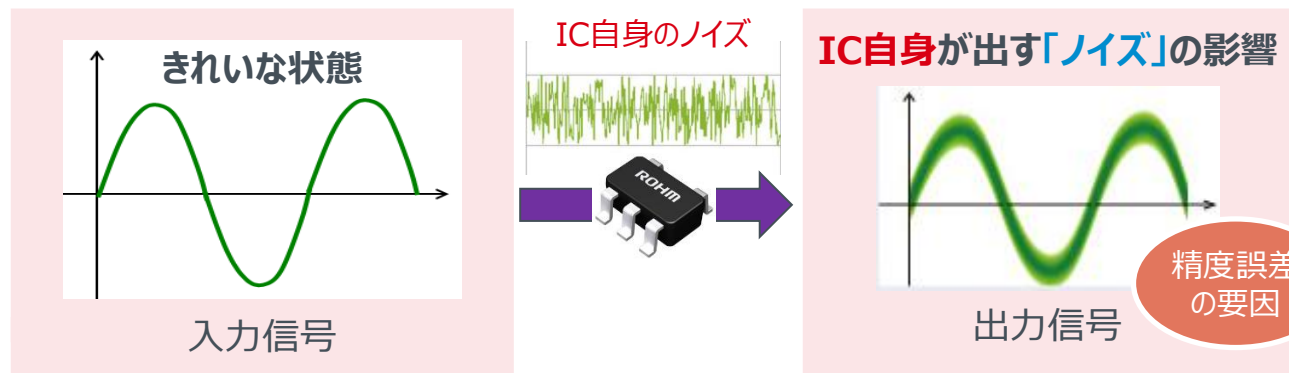 きれいな状態
入力信号
IC自身のノイズ
ROHM
IC自身が出す「ノイズ」の影響
出力信号
精度誤差
の要因